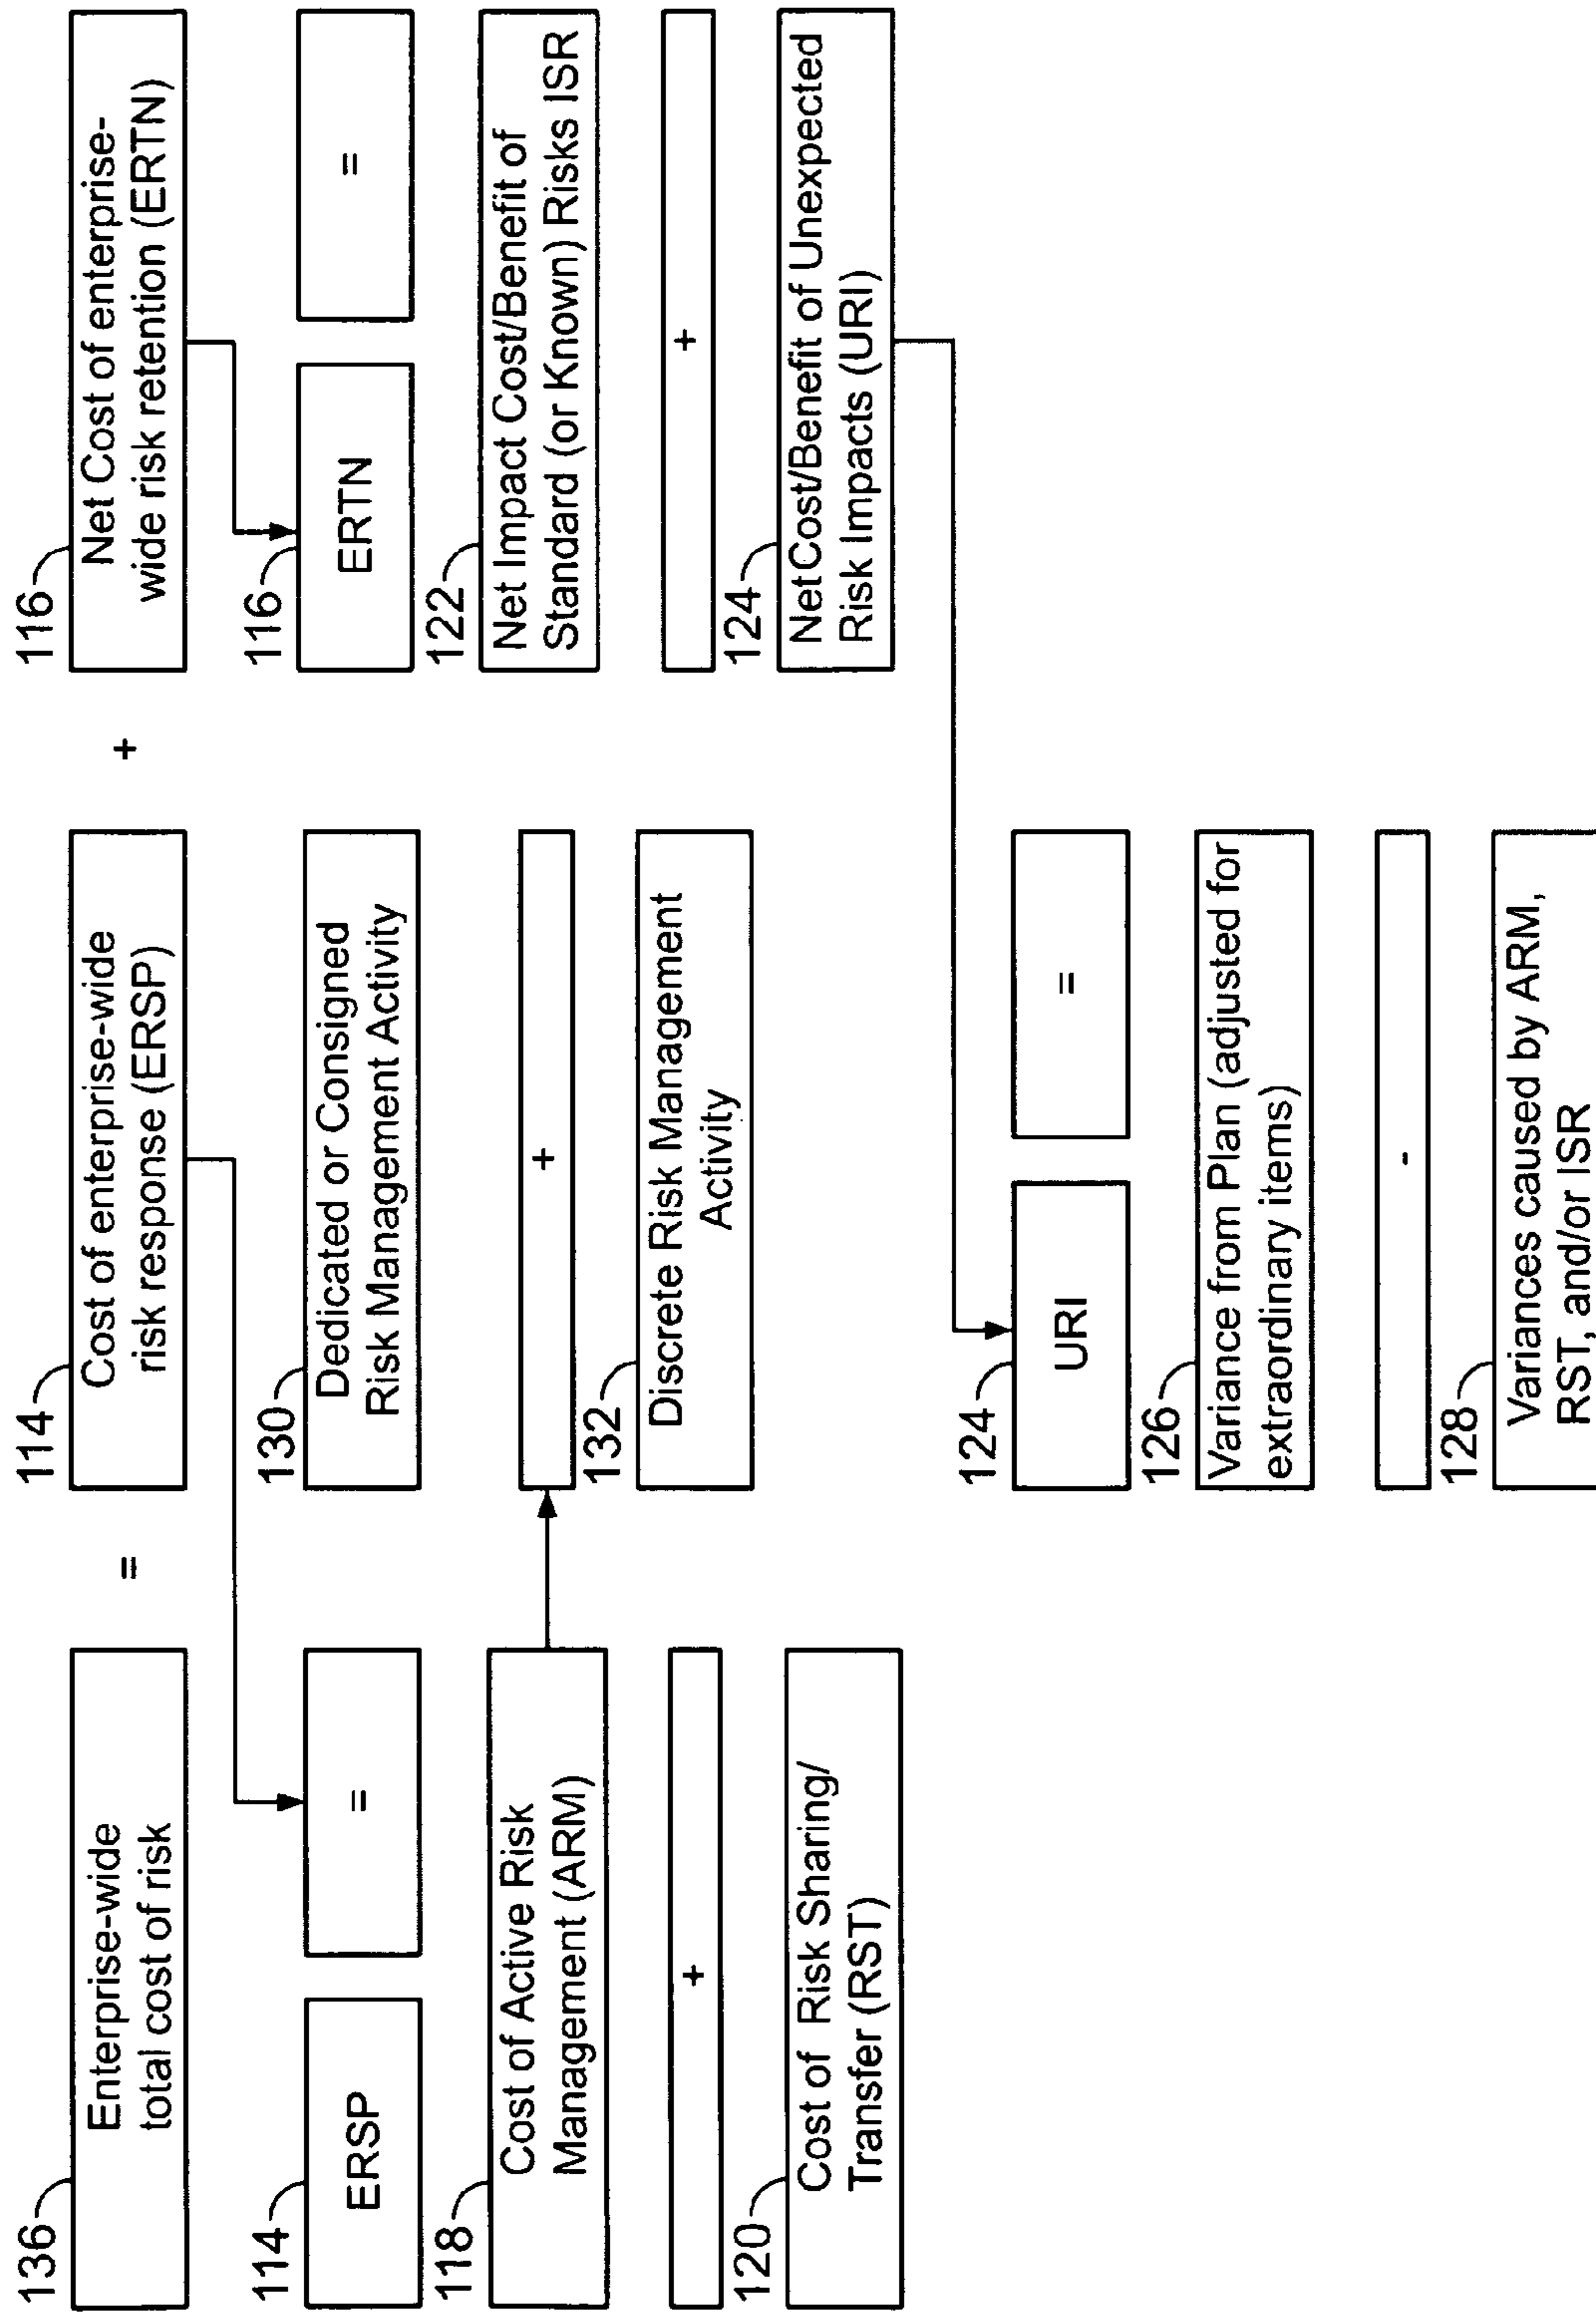 136
Enterprise-wide
total cost of risk
=
114
Cost of enterprise-wide
risk response (ERSP)
+
116
Net Cost of enterprise-
wide risk retention (ERTN)
114
ERSP
=
118
Cost of Active Risk
Management (ARM)
+
120
Cost of Risk Sharing/
Transfer (RST)
130
Dedicated or Consigned
Risk Management Activity
+
132
Discrete Risk Management
Activity
116
ERTN
=
122
Net Impact Cost/Benefit of
Standard (or Known) Risks ISR
+
124
NetCost/Benefit of Unexpected
Risk Impacts (URI)
124
URI
=
126
Variance from Plan (adjusted for
extraordinary items)
-
128
Variances caused by ARM,
RST, and/or ISR